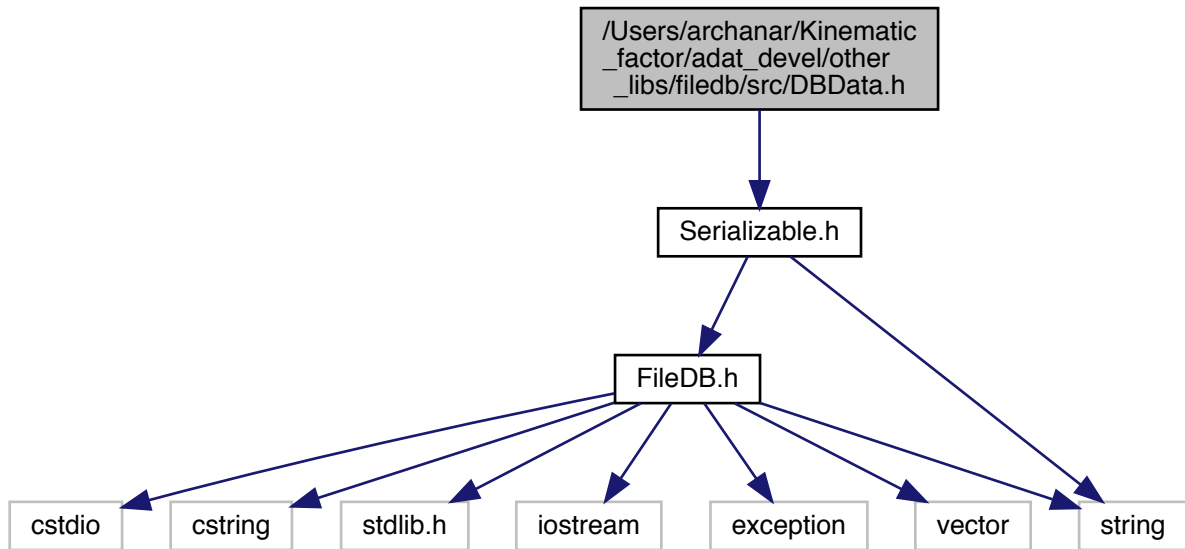 /Users/archanar/Kinematic
_factor/adat_devel/other
_libs/filedb/src/DBData.h
Serializable.h
FileDB.h
cstdio
cstring
stdlib.h
iostream
exception
vector
string